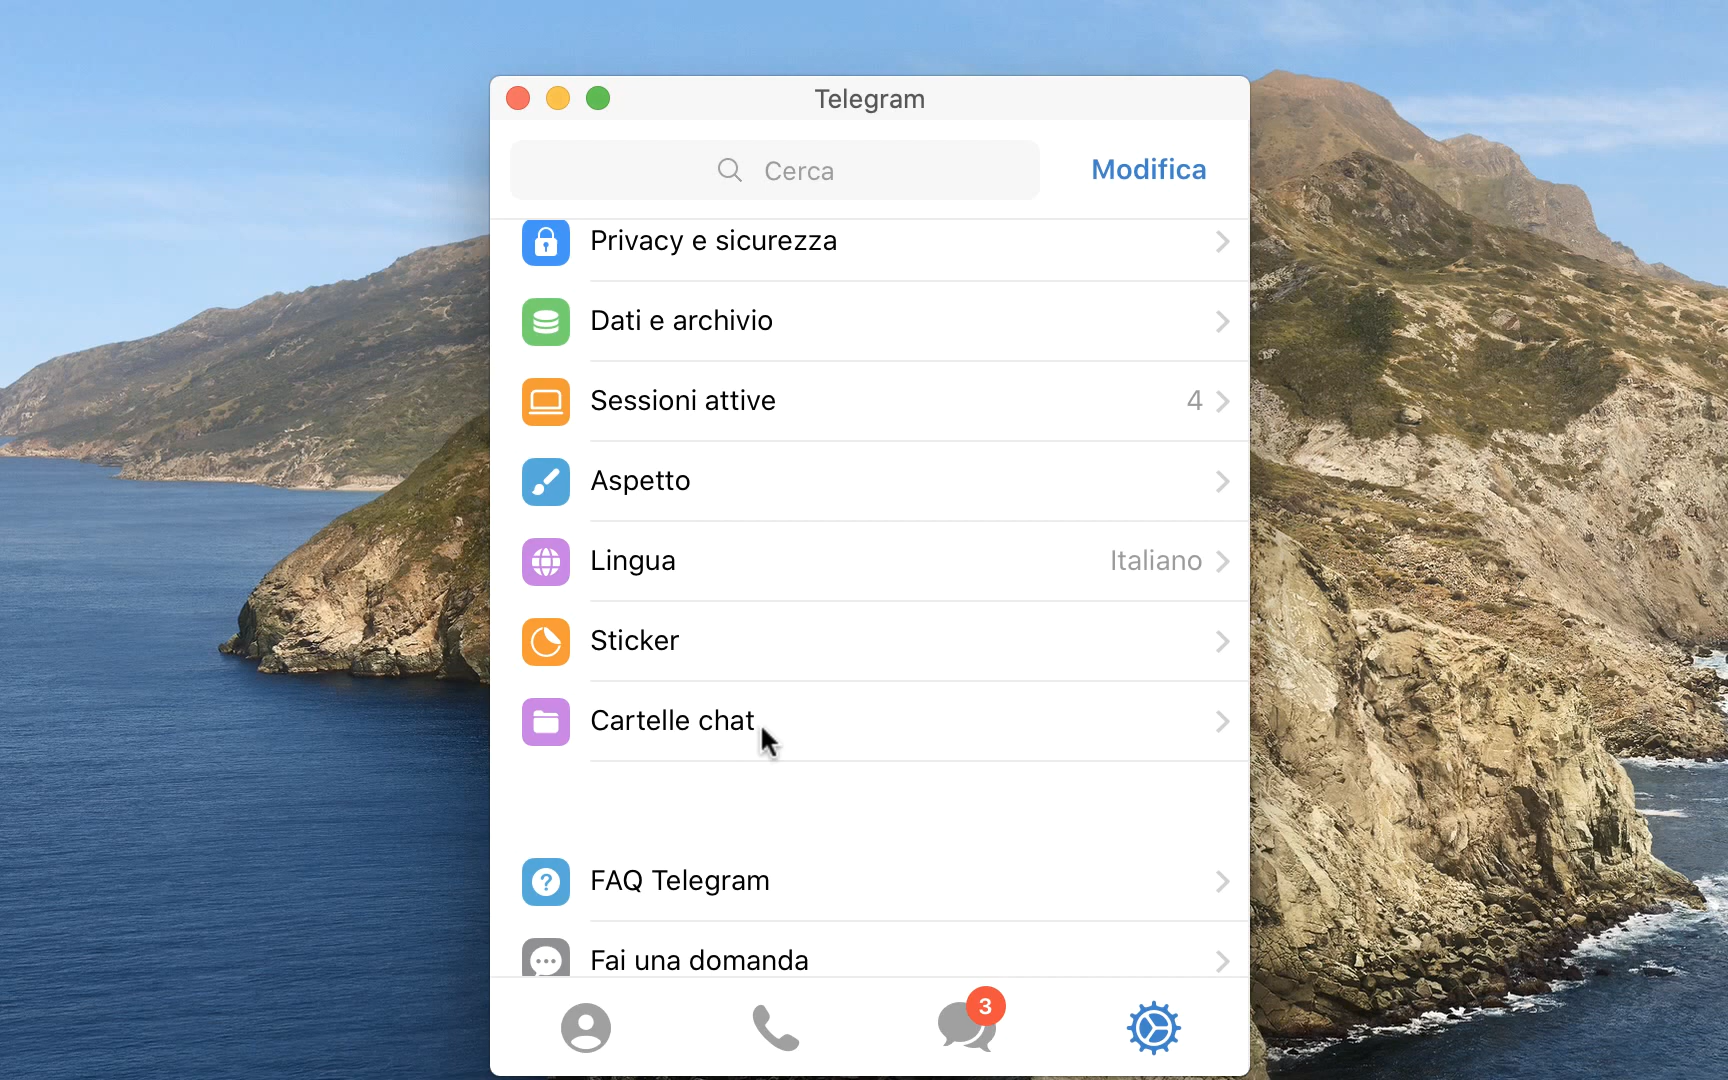 Telegram
Cerca
Modifica
Privacy e sicurezza
Dati e archivio
Sessioni attive 4
Aspetto
Lingua Italiano
Sticker
Cartelle chat
FAQ Telegram
Fai una domanda
3